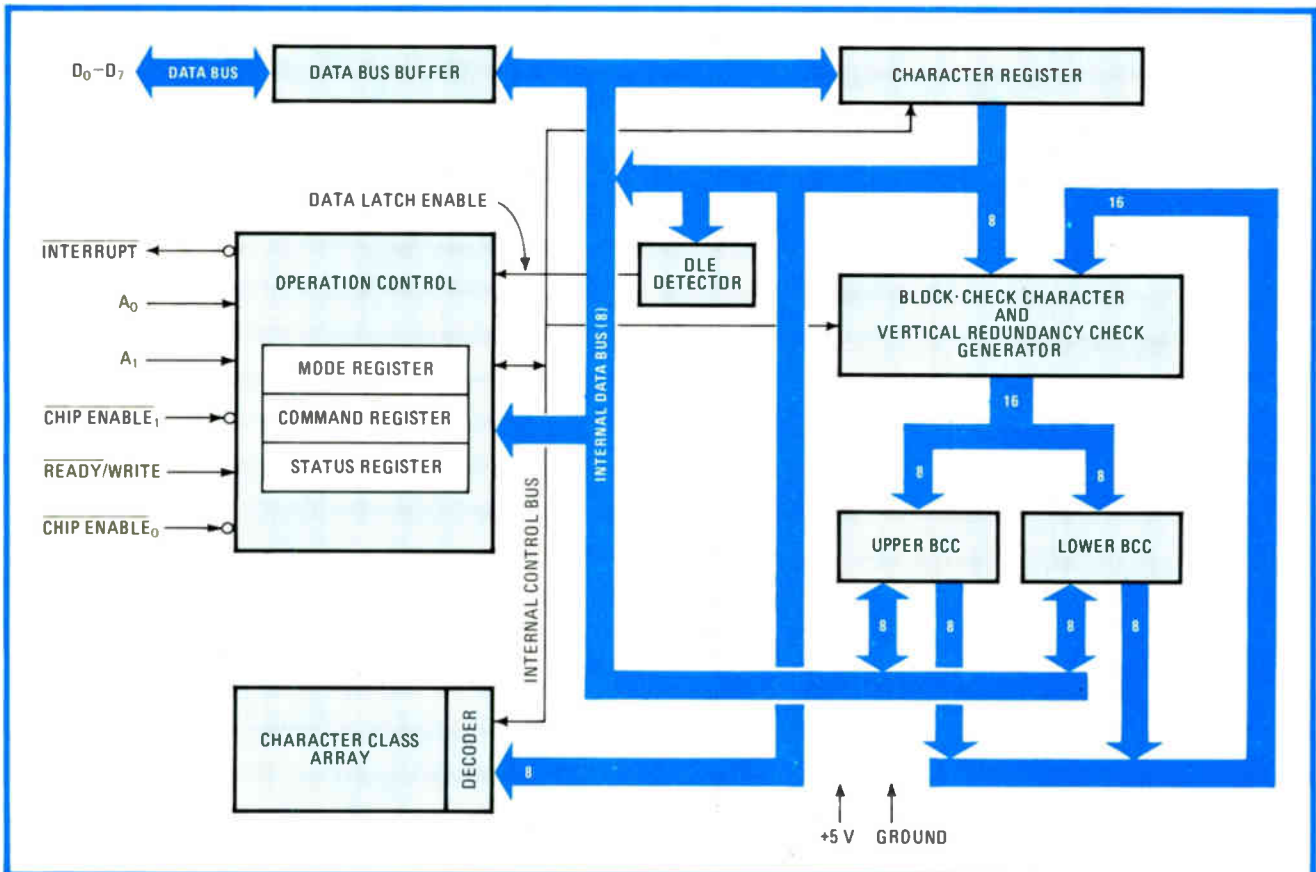 D0–D7
DATA BUS
DATA BUS BUFFER
CHARACTER REGISTER
DATA LATCH ENABLE
8
16
INTERRUPT
A0
A1
CHIP ENABLE1
READY/WRITE
CHIP ENABLE0
OPERATION CONTROL
MODE REGISTER
COMMAND REGISTER
STATUS REGISTER
DLE
DETECTOR
INTERNAL DATA BUS (8)
INTERNAL CONTROL BUS
BLOCK-CHECK CHARACTER
AND
VERTICAL REDUNDANCY CHECK
GENERATOR
16
8
8
UPPER BCC
LOWER BCC
8
8
8
8
CHARACTER CLASS
ARRAY
DECODER
8
+5 V
GROUND